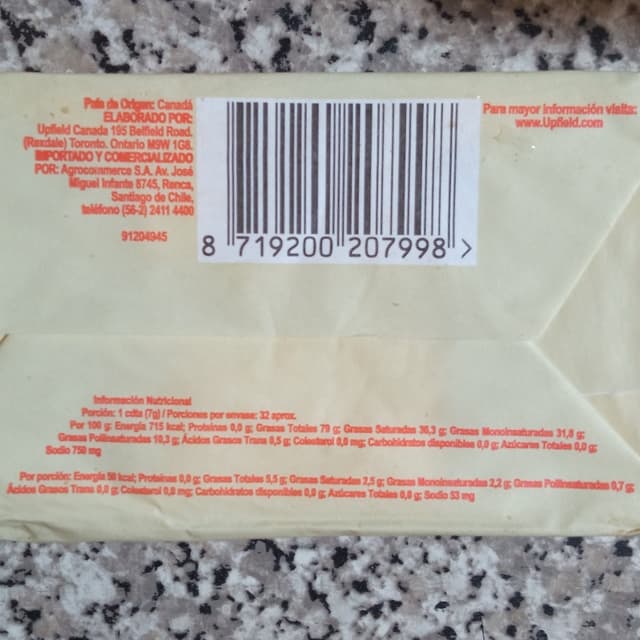 País de Origen: Canadá
ELABORADO POR:
Upfield Canada 195 Belfield Road.
(Rexdale) Toronto. Ontario M9W 1G8.
IMPORTADO Y COMERCIALIZADO
POR: Agrocommerce S.A. Av. José
Miguel Infante 8745, Renca,
Santiago de Chile,
teléfono (56-2) 2411 4400
91204945
8 719200 207998 >
Para mayor información visita:
www.Upfield.com
Información Nutricional
Porción: 1 cdta (7g) / Porciones por envase: 32 aprox.
Por 100 g: Energía 715 kcal; Proteínas 0,0 g; Grasas Totales 79 g; Grasas Saturadas 36,3 g; Grasas Monoinsaturadas 31,8 g;
Grasas Poliinsaturadas 10,3 g; Ácidos Grasos Trans 0,5 g; Colesterol 0,0 mg; Carbohidratos disponibles 0,0 g; Azúcares Totales 0,0 g;
Sodio 750 mg
Por porción: Energía 50 kcal; Proteínas 0,0 g; Grasas Totales 5,5 g; Grasas Saturadas 2,5 g; Grasas Monoinsaturadas 2,2 g; Grasas Poliinsaturadas 0,7 g;
Ácidos Grasos Trans 0,0 g; Colesterol 0,0 mg; Carbohidratos disponibles 0,0 g; Azúcares Totales 0,0 g; Sodio 53 mg